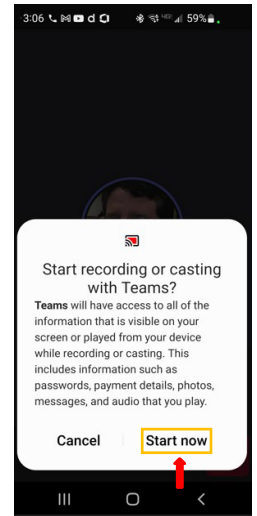 3:06 59%
Start recording or casting
with Teams?
Teams will have access to all of the
information that is visible on your
screen or played from your device
while recording or casting. This
includes information such as
passwords, payment details, photos,
messages, and audio that you play.
Cancel Start now